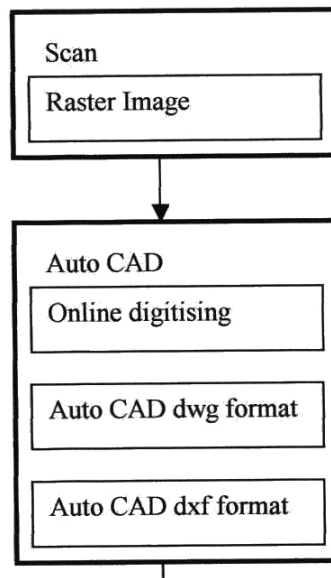 Scan
Raster Image
Auto CAD
Online digitising
Auto CAD dwg format
Auto CAD dxf format